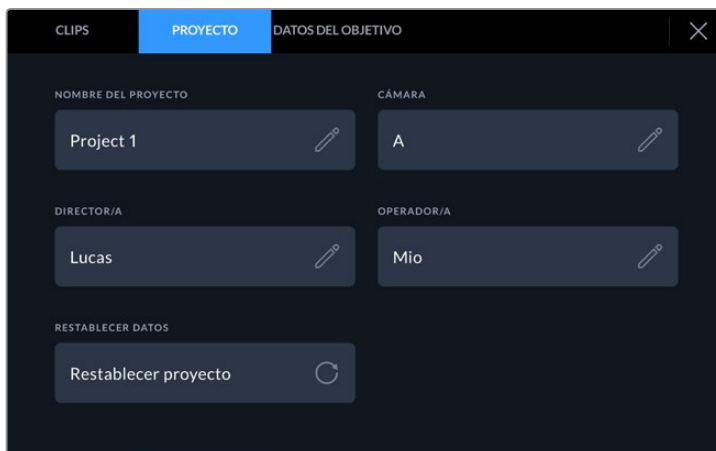 CLIPS PROYECTO DATOS DEL OBJETIVO
NOMBRE DEL PROYECTO CÁMARA
Project 1 A
DIRECTOR/A OPERADOR/A
Lucas Mio
RESTABLECER DATOS
Restablecer proyecto